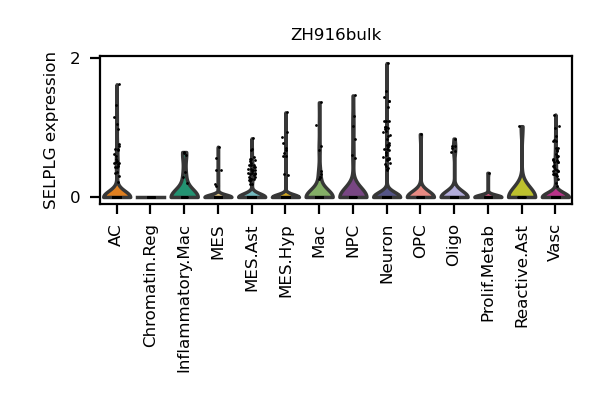 ZH916bulk
SELPLG expression
2
0
AC
Chromatin.Reg
Inflammatory.Mac
MES
MES.Ast
MES.Hyp
Mac
NPC
Neuron
OPC
Oligo
Prolif.Metab
Reactive.Ast
Vasc